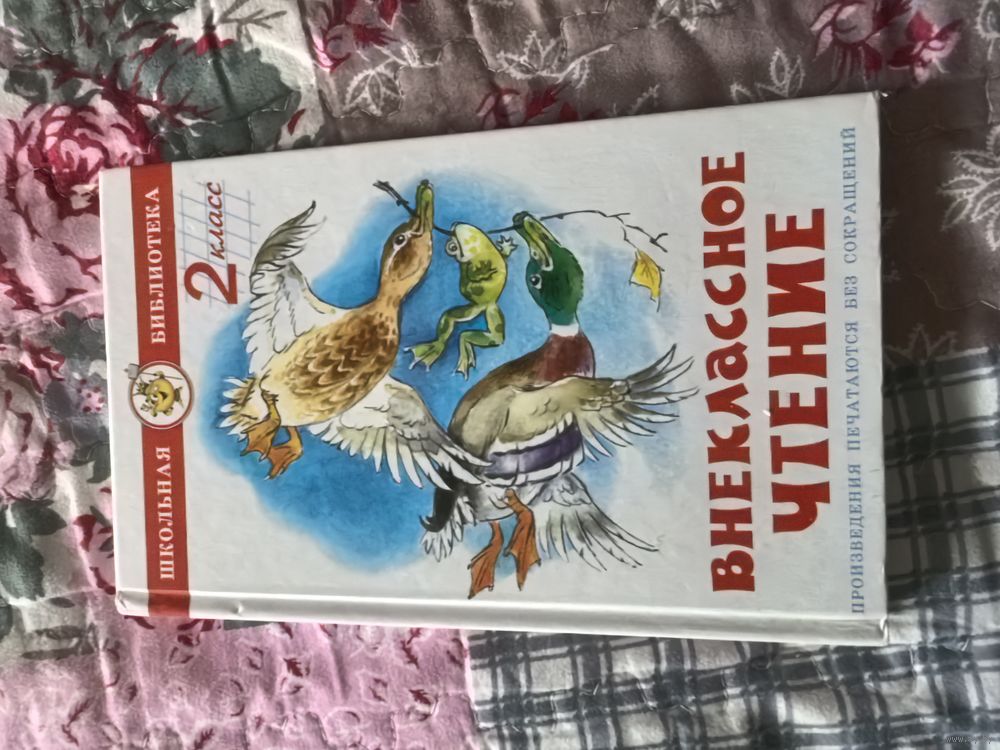 ШКОЛЬНАЯ БИБЛИОТЕКА
2 класс
ВНЕКЛАССНОЕ
ЧТЕНИЕ
ПРОИЗВЕДЕНИЯ ПЕЧАТАЮТСЯ БЕЗ СОКРАЩЕНИЙ